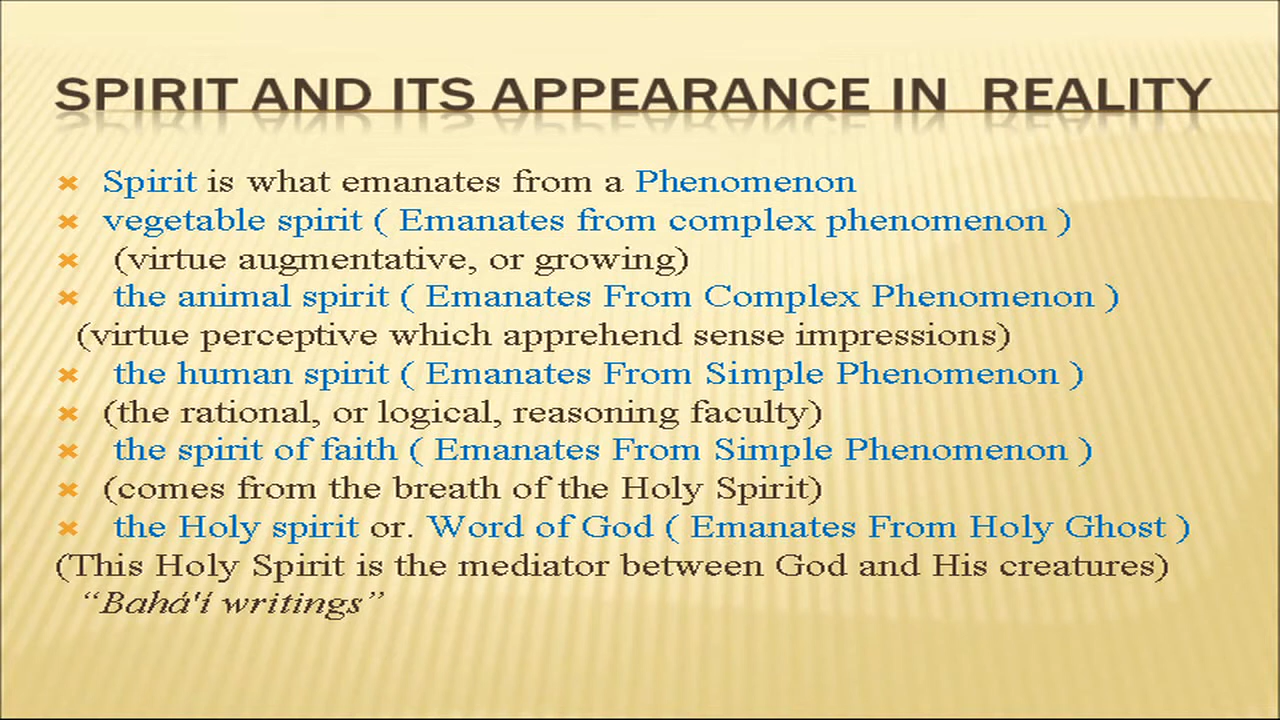 SPIRIT AND ITS APPEARANCE IN REALITY
Spirit is what emanates from a Phenomenon
vegetable spirit ( Emanates from complex phenomenon )
(virtue augmentative, or growing)
the animal spirit ( Emanates From Complex Phenomenon )
(virtue perceptive which apprehend sense impressions)
the human spirit ( Emanates From Simple Phenomenon )
(the rational, or logical, reasoning faculty)
the spirit of faith ( Emanates From Simple Phenomenon )
(comes from the breath of the Holy Spirit)
the Holy spirit or. Word of God ( Emanates From Holy Ghost )
(This Holy Spirit is the mediator between God and His creatures)
“Bahá'í writings”